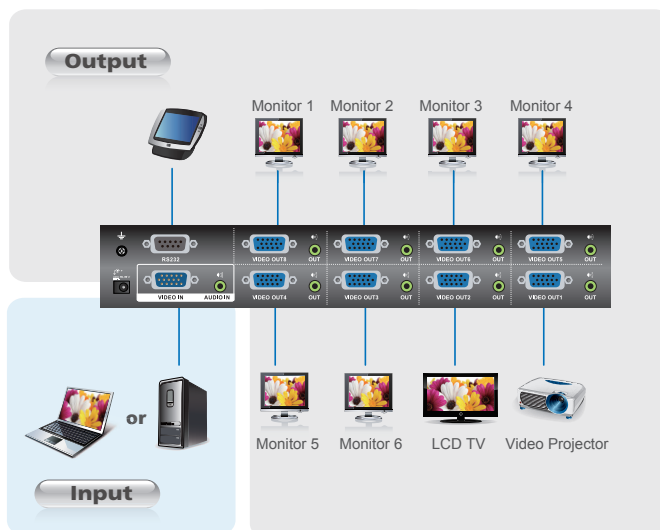 Output
Monitor 1
Monitor 2
Monitor 3
Monitor 4
RS232
VIDEO OUT8
OUT
VIDEO OUT7
OUT
VIDEO OUT6
OUT
VIDEO OUT5
OUT
VIDEO IN
AUDIO IN
VIDEO OUT4
OUT
VIDEO OUT3
OUT
VIDEO OUT2
OUT
VIDEO OUT1
OUT
or
Monitor 5
Monitor 6
LCD TV
Video Projector
Input